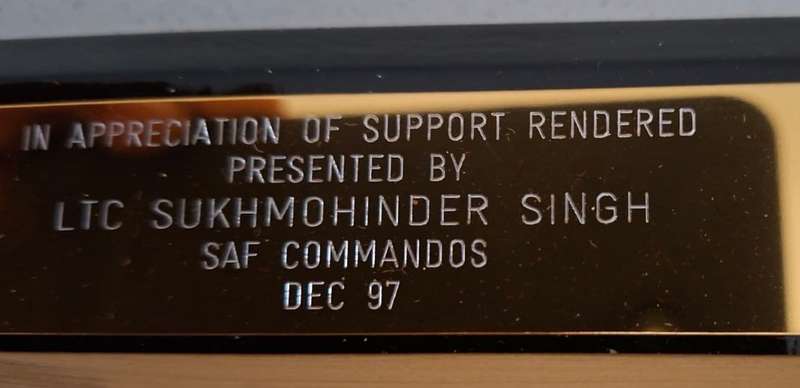 IN APPRECIATION OF SUPPORT RENDERED
PRESENTED BY
LTC SUKHMOHINDER SINGH
SAF COMMANDOS
DEC 97